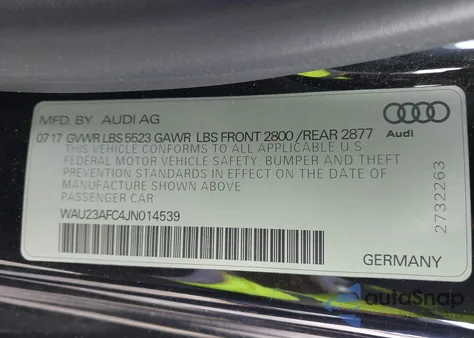 MFD. BY AUDI AG
07 17 GVWR LBS 5523 GAWR LBS FRONT 2800 /REAR 2877
Audi
THIS VEHICLE CONFORMS TO ALL APPLICABLE
FEDERAL MOTOR VEHICLE SAFETY, BUMPER AND THEFT
PREVENTION STANDARDS IN EFFECT ON THE DATE OF
MANUFACTURE SHOWN ABOVE
PASSENGER CAR
WAU23AFC4JN014539
2732263
GERMANY
autoSnap